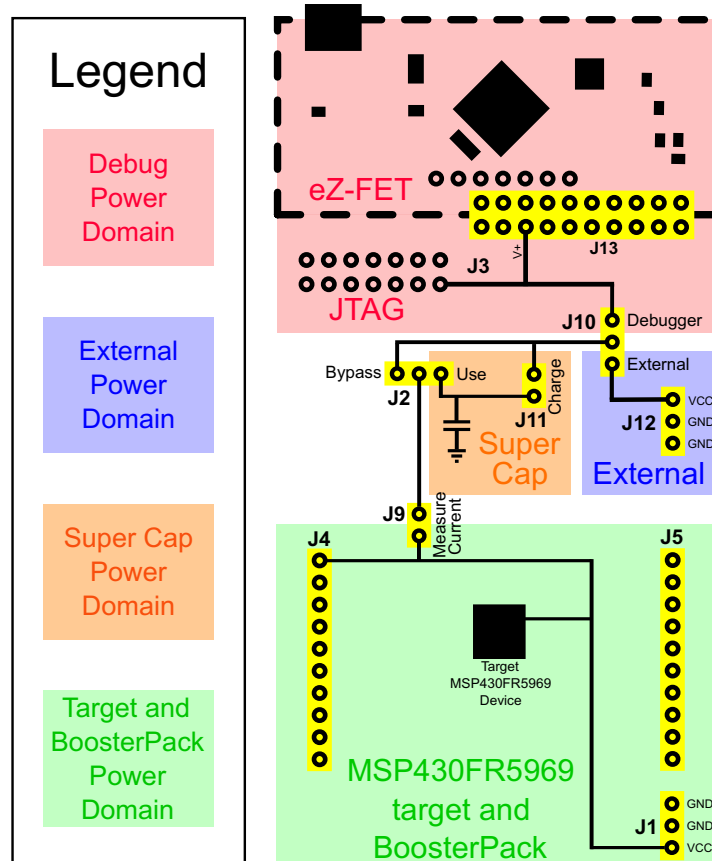 Legend
Debug
Power
Domain
External
Power
Domain
Super Cap
Power
Domain
Target and
BoosterPack
Power
Domain
eZ-FET
J13
V+
J3
JTAG
J10
Debugger
External
Bypass
Use
J2
Charge
J11
Super
Cap
J12
VCC
GND
GND
External
J9
Measure
Current
J4
J5
Target
MSP430FR5969
Device
MSP430FR5969
target and
BoosterPack
J1
GND
GND
VCC